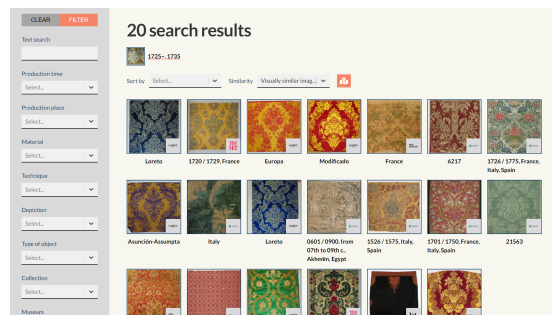 CLEAR
FILTER
20 search results
Text search
1725–. 1735
Production time
Select...
Sort by
Select...
Similarity
Visually similar imag...
Production place
Select...
Material
Select...
Technique
Select...
Depiction
Select...
Type of object
Select...
Collection
Select...
Museum
Loreto
1720 / 1729, France
Europa
Modificado
France
6217
1726 / 1775, France,
Italy, Spain
THE
MET
Asunción-Assumpta
Italy
Loreto
0601 / 0900, from
07th to 09th c..
Akhmîm, Egypt
1526 / 1575, Italy,
Spain
1701 / 1750, France,
Italy, Spain
21563